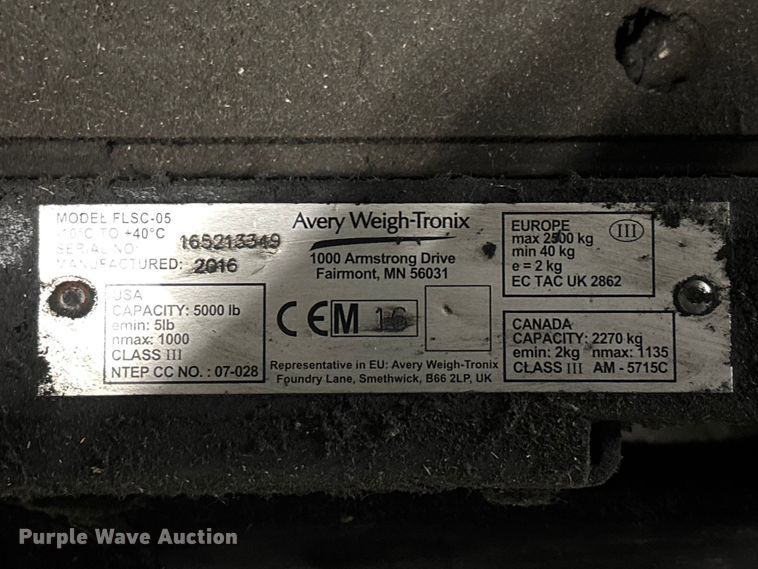 MODEL FLSC-05
-10°C TO +40°C
SERIAL NO: 165213349
MANUFACTURED: 2016
USA
CAPACITY: 5000 lb
emin: 5lb
nmax: 1000
CLASS III
NTEP CC NO.: 07-028
Avery Weigh-Tronix
1000 Armstrong Drive
Fairmont, MN 56031
CE M 16
Representative in EU: Avery Weigh-Tronix
Foundry Lane, Smethwick, B66 2LP, UK
EUROPE III
max 2500 kg
min 40 kg
e = 2 kg
EC TAC UK 2862
CANADA
CAPACITY: 2270 kg
emin: 2kg nmax: 1135
CLASS III AM - 5715C
Purple Wave Auction